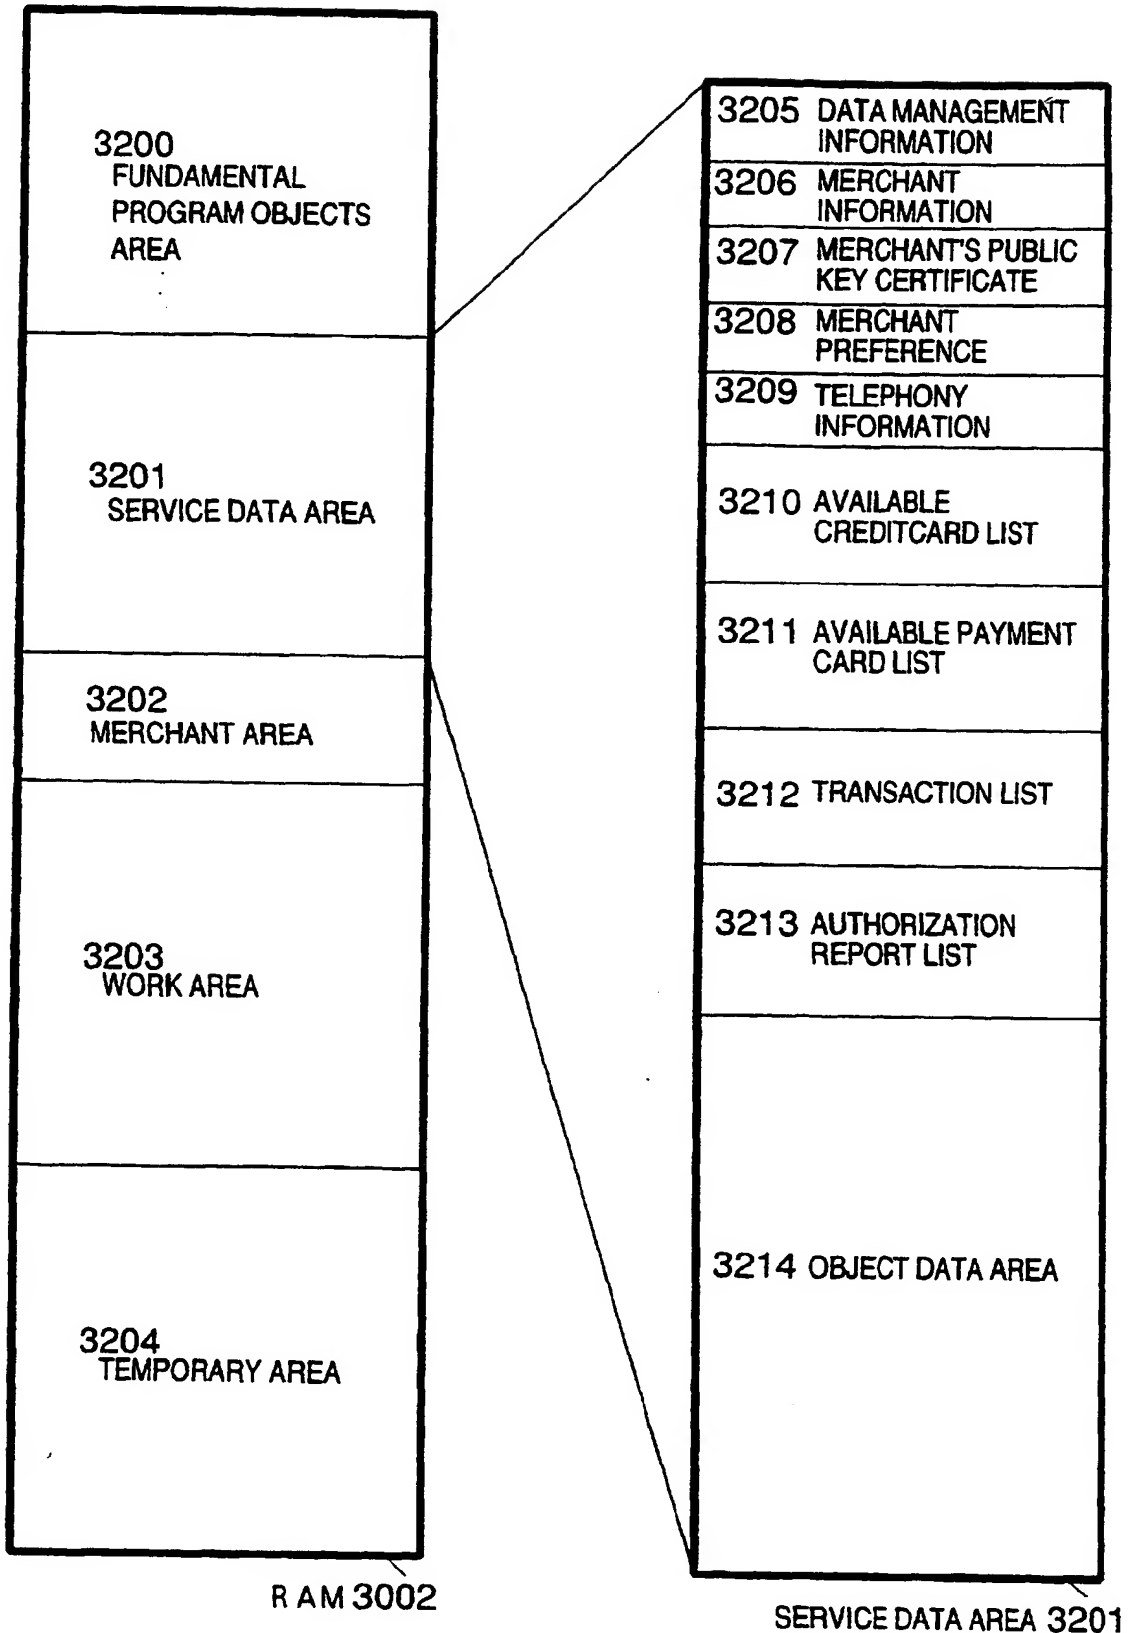 3200
FUNDAMENTAL
PROGRAM OBJECTS
AREA
3201
SERVICE DATA AREA
3202
MERCHANT AREA
3203
WORK AREA
3204
TEMPORARY AREA
RAM 3002
3205 DATA MANAGEMENT
INFORMATION
3206 MERCHANT
INFORMATION
3207 MERCHANT'S PUBLIC
KEY CERTIFICATE
3208 MERCHANT
PREFERENCE
3209 TELEPHONY
INFORMATION
3210 AVAILABLE
CREDITCARD LIST
3211 AVAILABLE PAYMENT
CARD LIST
3212 TRANSACTION LIST
3213 AUTHORIZATION
REPORT LIST
3214 OBJECT DATA AREA
SERVICE DATA AREA 3201